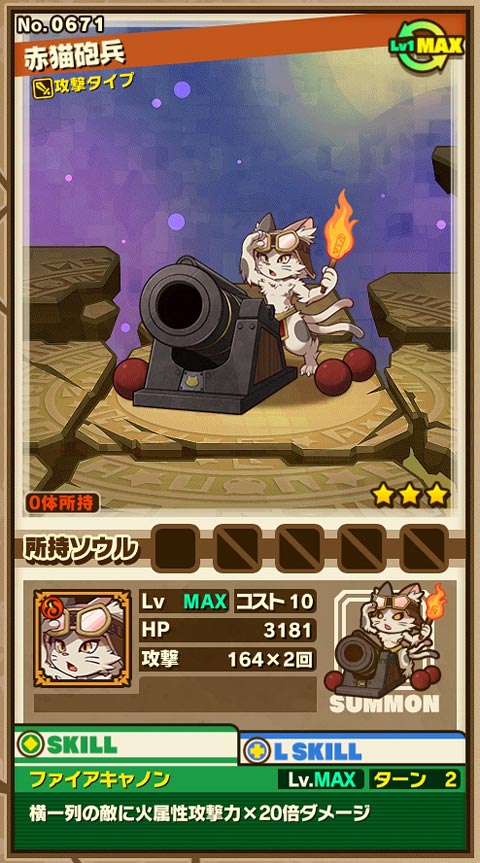 No.0671
赤猫砲兵
Lv1 MAX
攻撃タイプ
0体所持
所持ソウル
Lv MAX コスト 10
HP 3181
攻撃 164×2回
SUMMON
SKILL
L SKILL
ファイアキャノン Lv.MAX ターン 2
横一列の敵に火属性攻撃力×20倍ダメージ